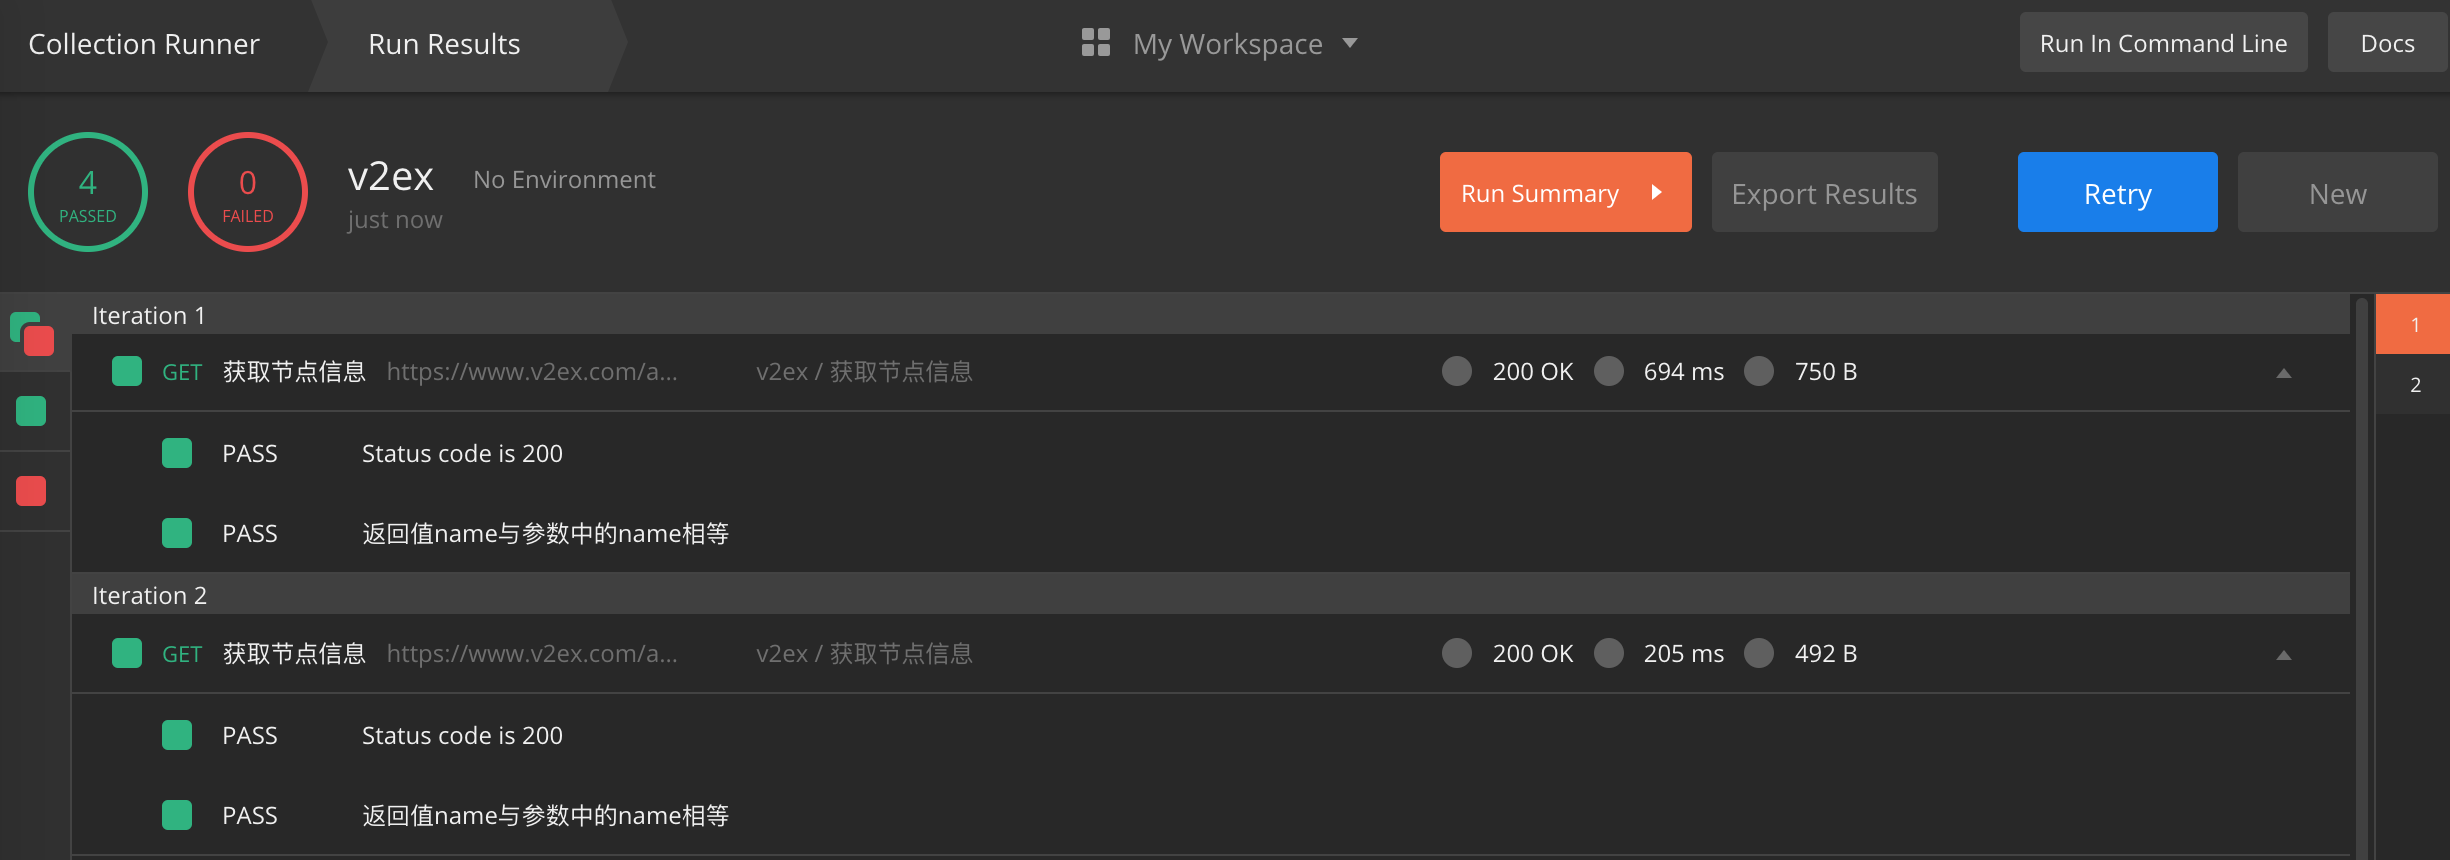 Collection Runner
Run Results
My Workspace
Run In Command Line
Docs
4
PASSED
0
FAILED
v2ex
No Environment
just now
Run Summary
Export Results
Retry
New
Iteration 1
1
GET 获取节点信息 https://www.v2ex.com/a... v2ex / 获取节点信息 200 OK 694 ms 750 B
2
PASS Status code is 200
PASS 返回值name与参数中的name相等
Iteration 2
GET 获取节点信息 https://www.v2ex.com/a... v2ex / 获取节点信息 200 OK 205 ms 492 B
PASS Status code is 200
PASS 返回值name与参数中的name相等